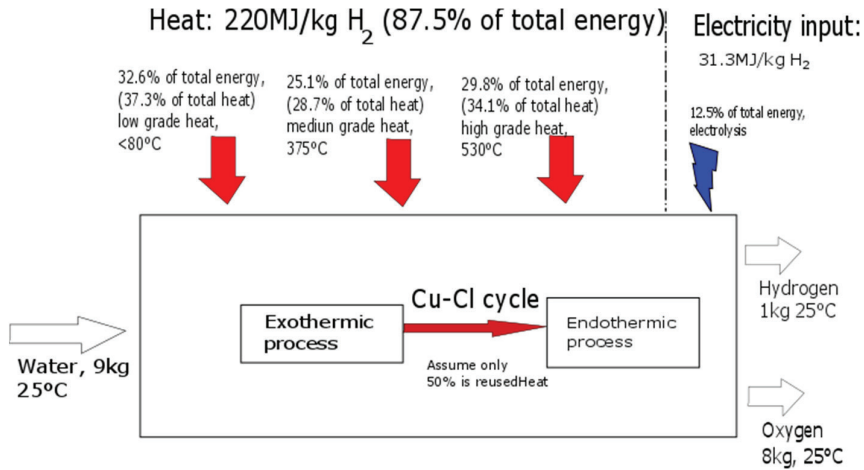 Heat: 220MJ/kg H2 (87.5% of total energy)
Electricity input:
31.3MJ/kg H2
32.6% of total energy,
(37.3% of total heat)
low grade heat,
<80ºC
25.1% of total energy,
(28.7% of total heat)
mediun grade heat,
375ºC
29.8% of total energy,
(34.1% of total heat)
high grade heat,
530ºC
12.5% of total energy,
electrolysis
Water, 9kg
25ºC
Exothermic
process
Cu-Cl cycle
Assume only
50% is reusedHeat
Endothermic
process
Hydrogen
1kg 25ºC
Oxygen
8kg, 25ºC